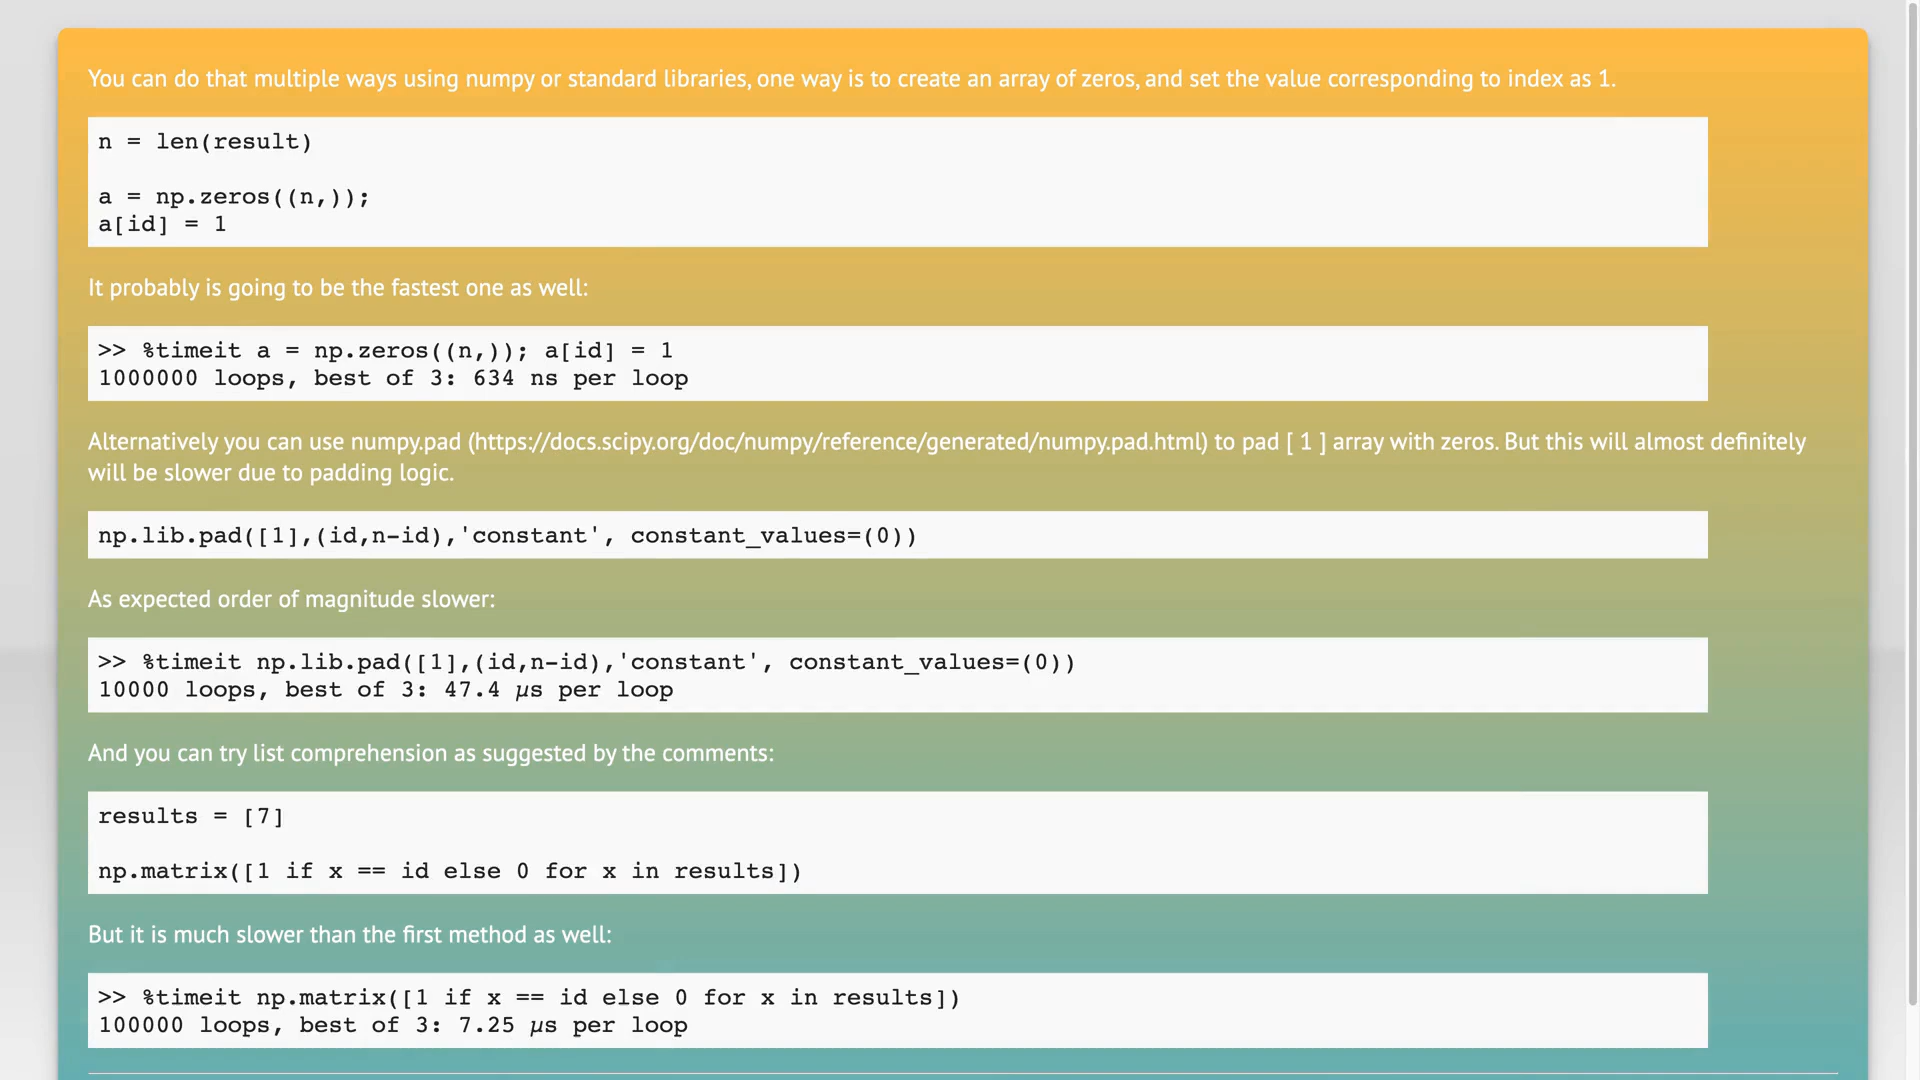 You can do that multiple ways using numpy or standard libraries, one way is to create an array of zeros, and set the value corresponding to index as 1.
n = len(result)
a = np.zeros((n,));
a[id] = 1
It probably is going to be the fastest one as well:
>> %timeit a = np.zeros((n,)); a[id] = 1
1000000 loops, best of 3: 634 ns per loop
Alternatively you can use numpy.pad (https://docs.scipy.org/doc/numpy/reference/generated/numpy.pad.html) to pad [ 1 ] array with zeros. But this will almost definitely
will be slower due to padding logic.
np.lib.pad([1],(id,n-id),'constant', constant_values=(0))
As expected order of magnitude slower:
>> %timeit np.lib.pad([1],(id,n-id),'constant', constant_values=(0))
10000 loops, best of 3: 47.4 µs per loop
And you can try list comprehension as suggested by the comments:
results = [7]
np.matrix([1 if x == id else 0 for x in results])
But it is much slower than the first method as well:
>> %timeit np.matrix([1 if x == id else 0 for x in results])
100000 loops, best of 3: 7.25 µs per loop